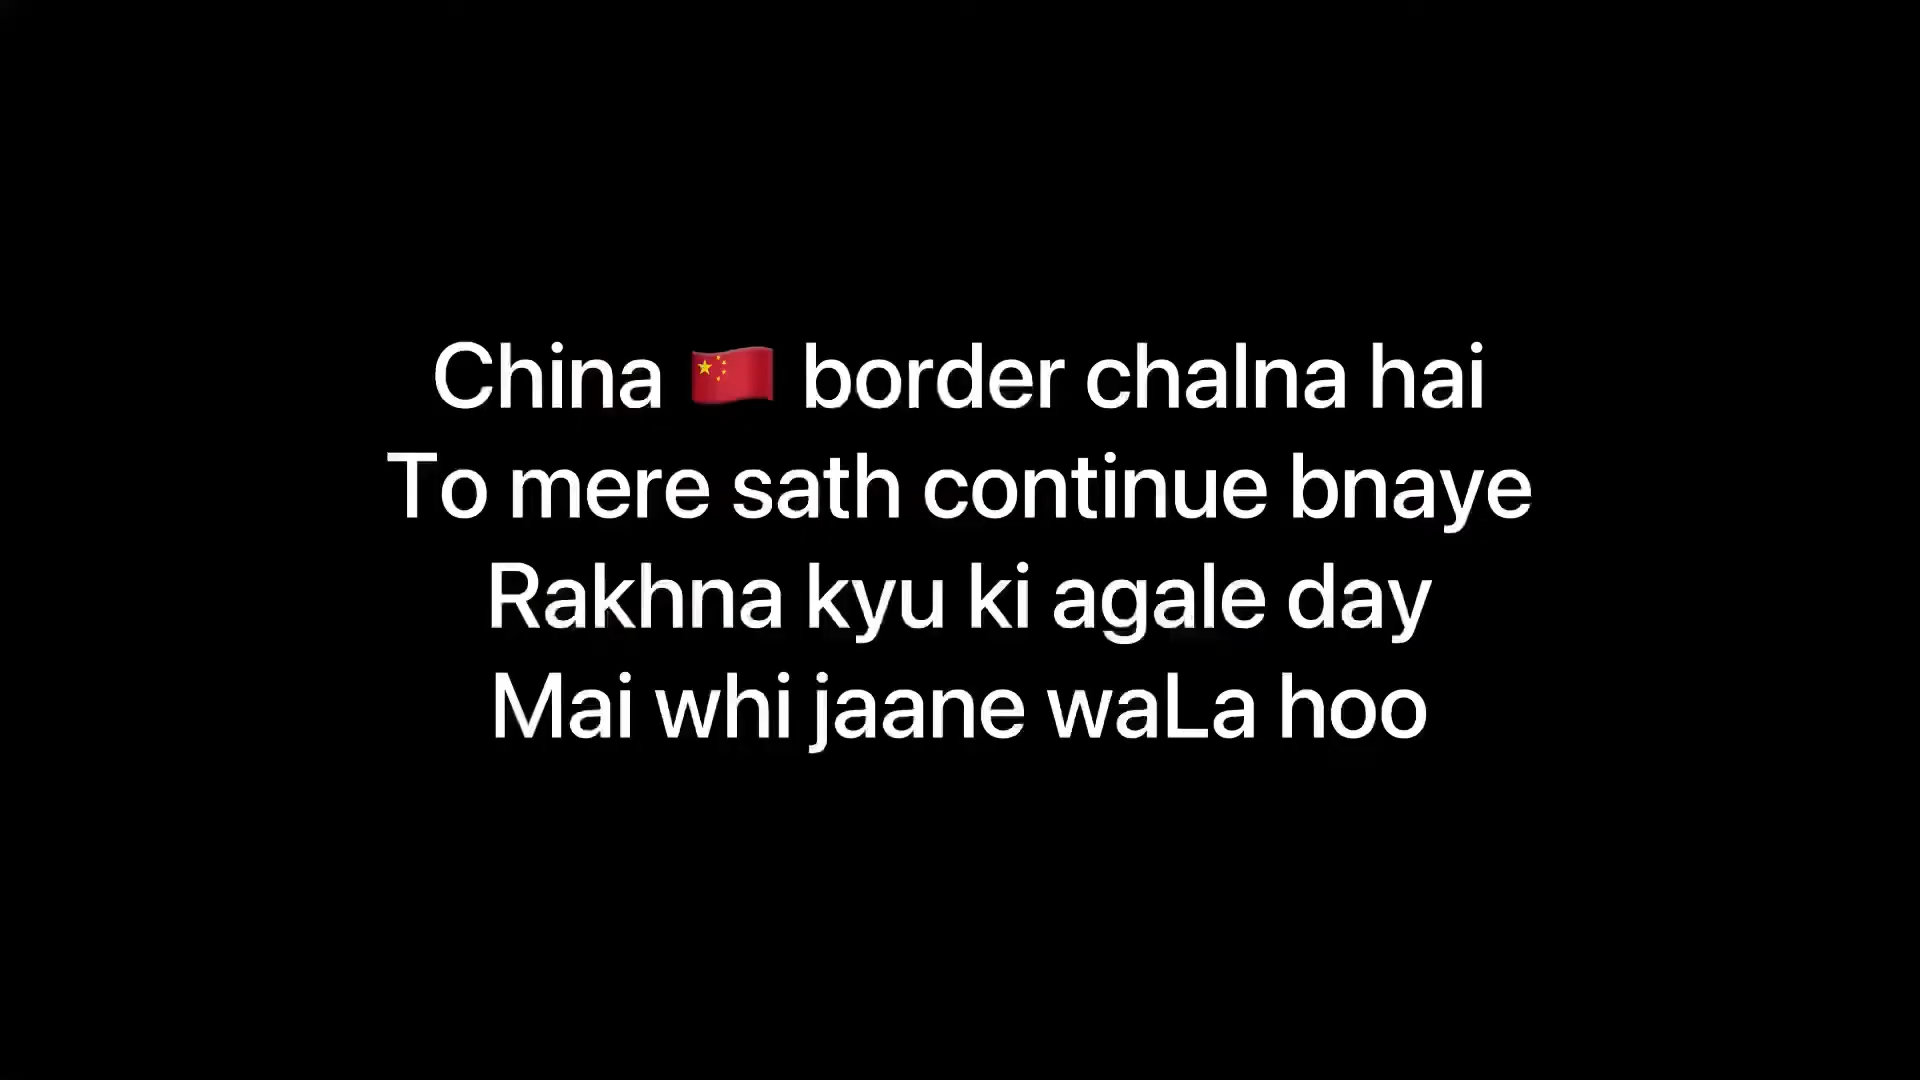 China 🇨🇳 border chalna hai
To mere sath continue bnaye
Rakhna kyu ki agale day
Mai whi jaane waLa hoo